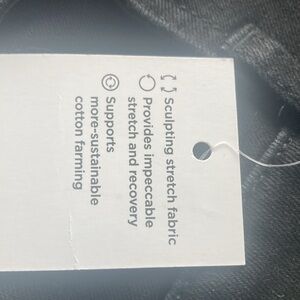 Sculpting stretch fabric
Provides impeccable
stretch and recovery
Supports
more-sustainable
cotton farming